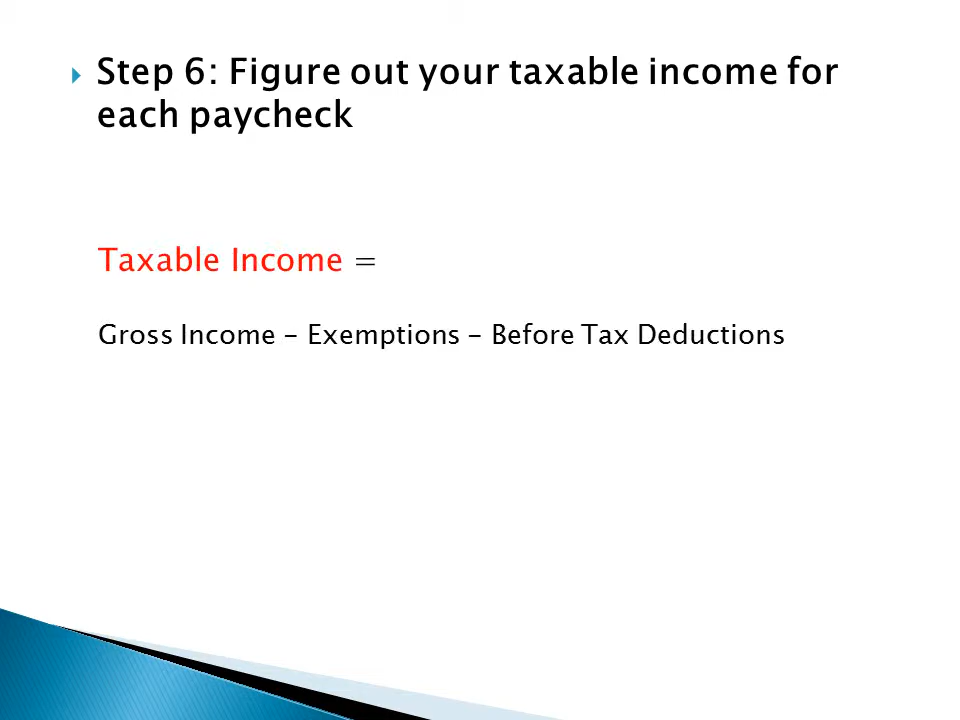 Step 6: Figure out your taxable income for
each paycheck
Taxable Income =
Gross Income – Exemptions – Before Tax Deductions